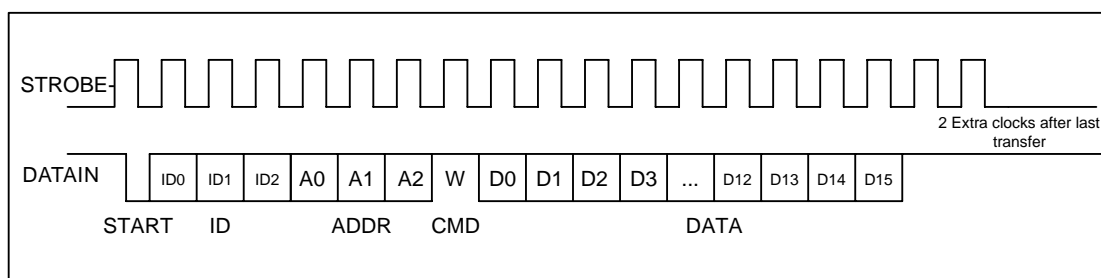 STROBE-
2 Extra clocks after last
transfer
DATAIN ID0 ID1 ID2 A0 A1 A2 W D0 D1 D2 D3 ... D12 D13 D14 D15
START ID ADDR CMD DATA